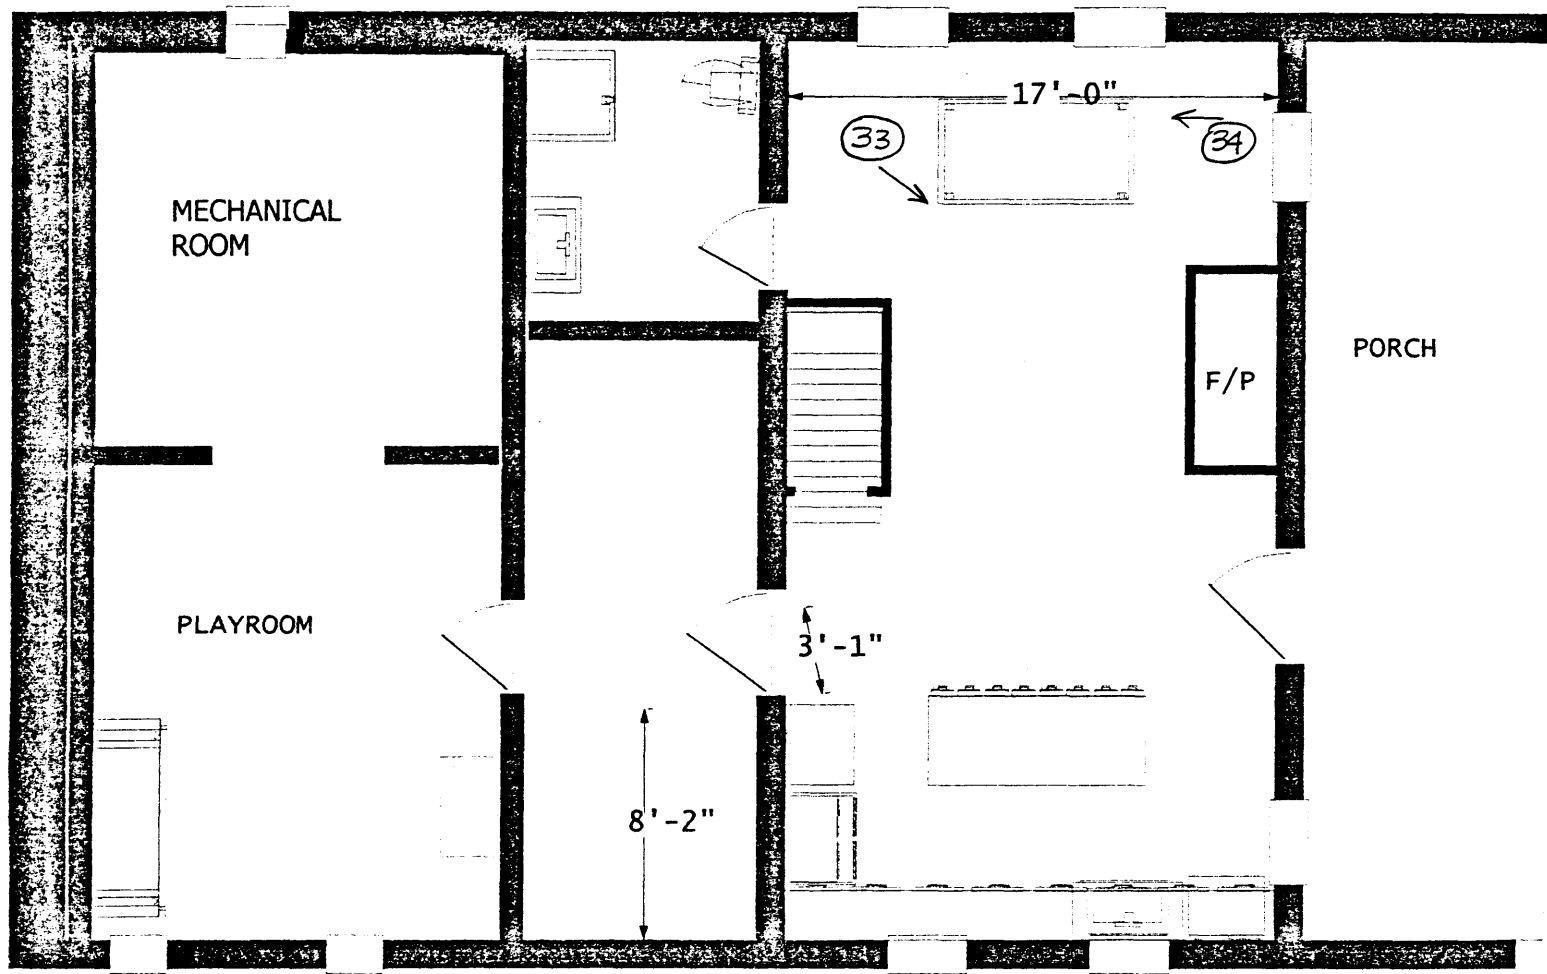 17'-0"
33
34
MECHANICAL
ROOM
PORCH
F/P
PLAYROOM
3'-1"
8'-2"